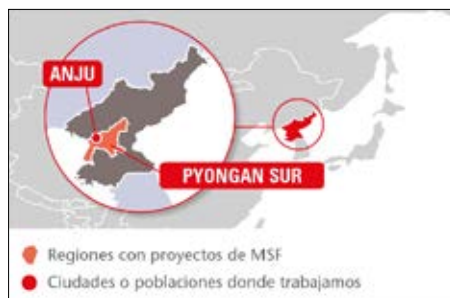 ANJU
PYONGAN SUR
Regiones con proyectos de MSF
Ciudades o poblaciones donde trabajamos